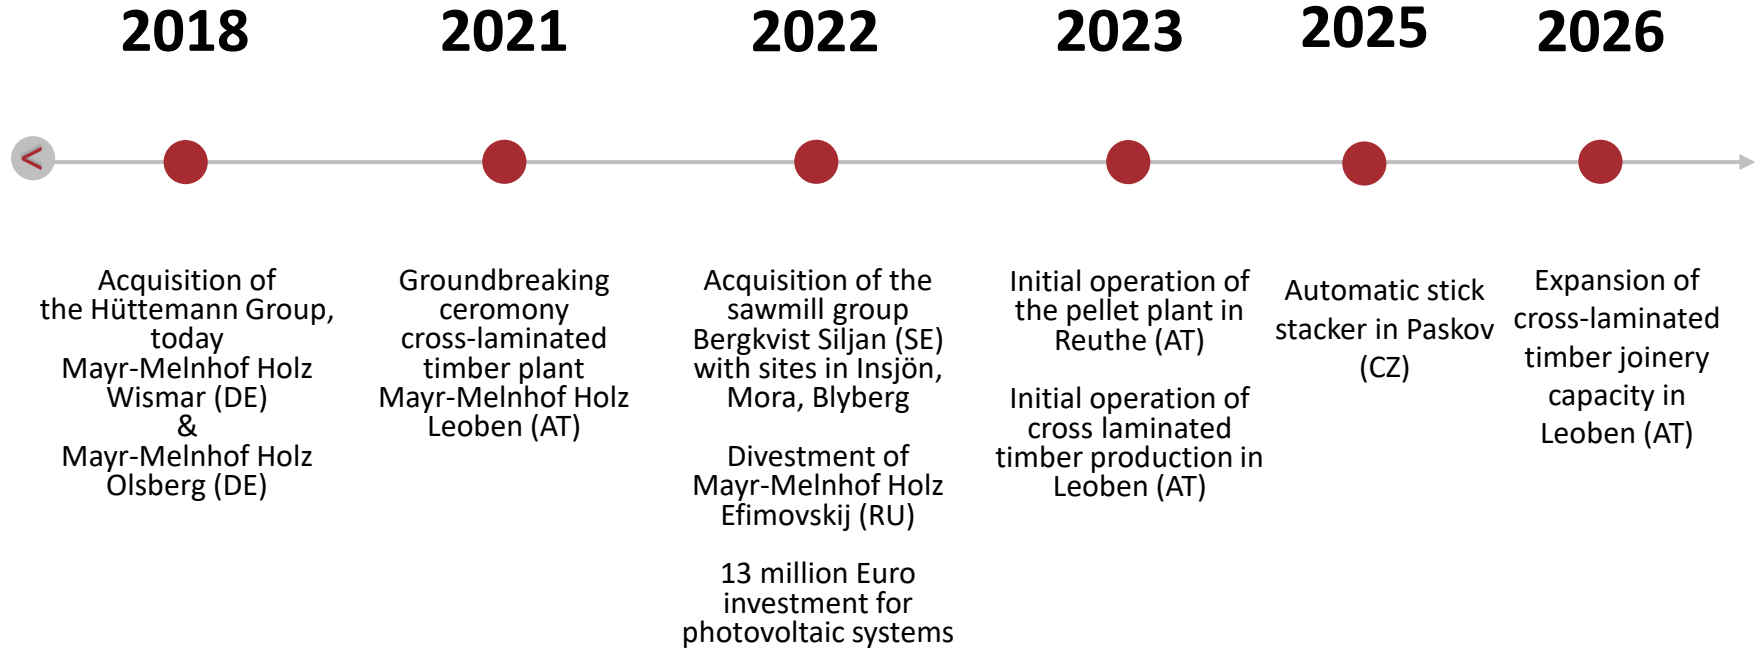 2018
2021
2022
2023
2025
2026
<
Acquisition of
the Hüttemann Group,
today
Mayr-Melnhof Holz
Wismar (DE)
&
Mayr-Melnhof Holz
Olsberg (DE)
Groundbreaking
ceromony
cross-laminated
timber plant
Mayr-Melnhof Holz
Leoben (AT)
Acquisition of the
sawmill group
Bergkvist Siljan (SE)
with sites in Insjön,
Mora, Blyberg
Divestment of
Mayr-Melnhof Holz
Efimovskij (RU)
13 million Euro
investment for
photovoltaic systems
Initial operation of
the pellet plant in
Reuthe (AT)
Initial operation of
cross laminated
timber production in
Leoben (AT)
Automatic stick
stacker in Paskov
(CZ)
Expansion of
cross-laminated
timber joinery
capacity in
Leoben (AT)